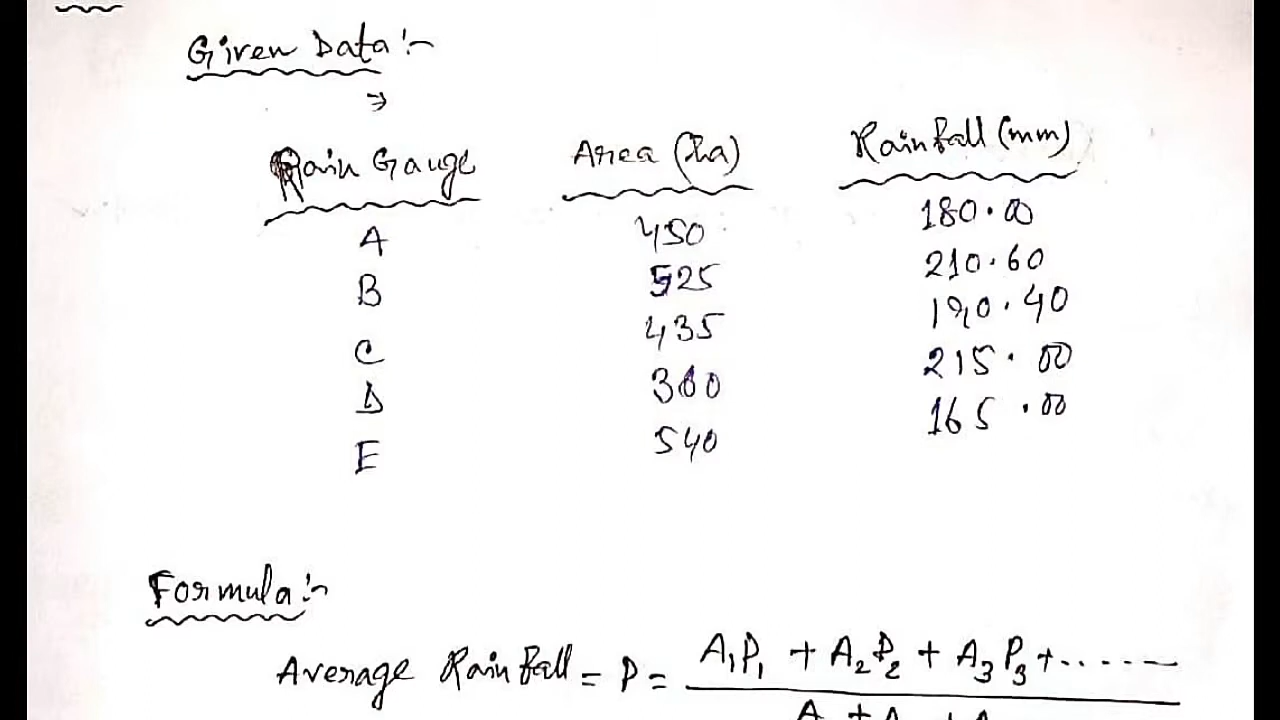 Given Data :-
⇒
Rain Gauge Area (ha) Rainfall (mm)
A 450 180.00
B 525 210.60
C 435 190.40
D 300 215.00
E 540 165.00
Formula :-
Average Rainfall = P = A₁P₁ + A₂P₂ + A₃P₃ + ......